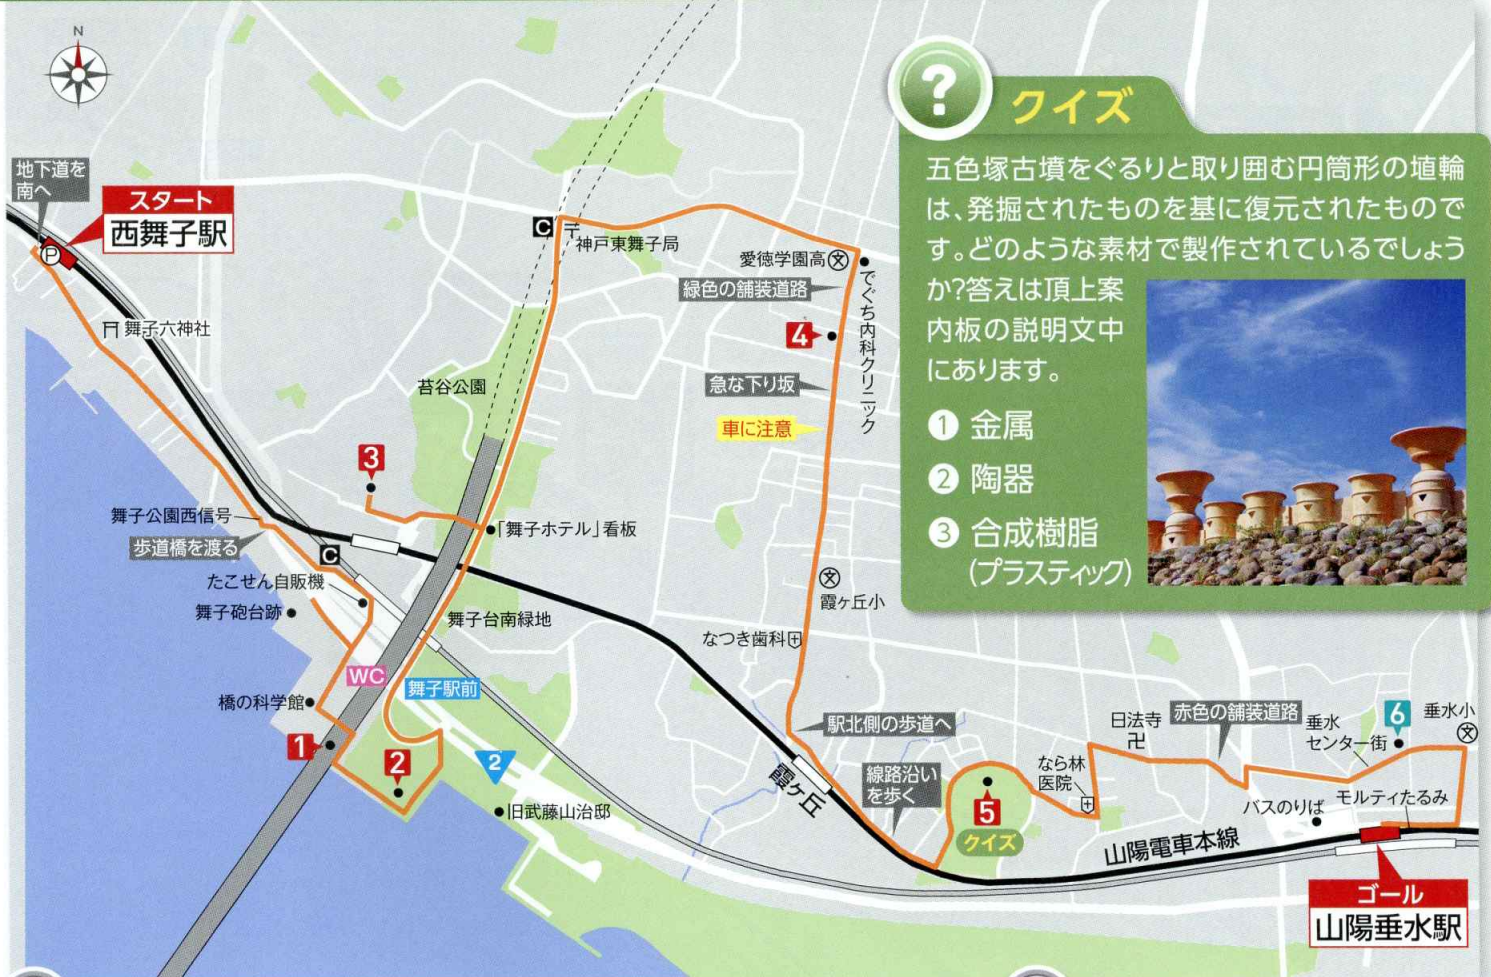 N
地下道を
南へ
スタート
西舞子駅
P
舞子六神社
苔谷公園
C
〒
神戸東舞子局
愛徳学園高
文
緑色の舗装道路
でぐち内科クリニック
4
急な下り坂
車に注意
3
舞子公園西信号
歩道橋を渡る
C
「舞子ホテル」看板
たこせん自販機
舞子砲台跡
舞子台南緑地
WC
舞子駅前
橋の科学館
1
2
2
旧武藤山治邸
文
霞ヶ丘小
なつき歯科
駅北側の歩道へ
霞ヶ丘
線路沿い
を歩く
5
クイズ
なら林
医院
日法寺
卍
赤色の舗装道路
垂水
センター街
6
垂水小
文
バスのりば
モルティたるみ
山陽電車本線
ゴール
山陽垂水駅
?
クイズ
五色塚古墳をぐるりと取り囲む円筒形の埴輪
は、発掘されたものを基に復元されたもので
す。どのような素材で製作されているでしょう
か?答えは頂上案
内板の説明文中
にあります。
❶ 金属
❷ 陶器
❸ 合成樹脂
(プラスティック)